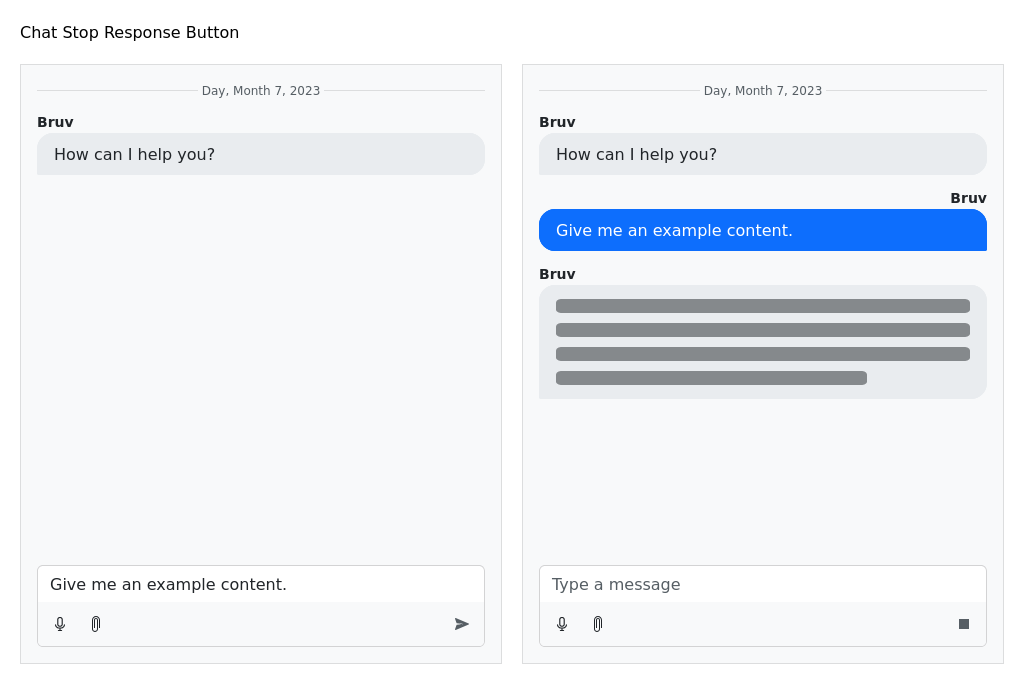 Chat Stop Response Button
Day, Month 7, 2023
Bruv
How can I help you?
Give me an example content.
Day, Month 7, 2023
Bruv
How can I help you?
Bruv
Give me an example content.
Bruv
Type a message